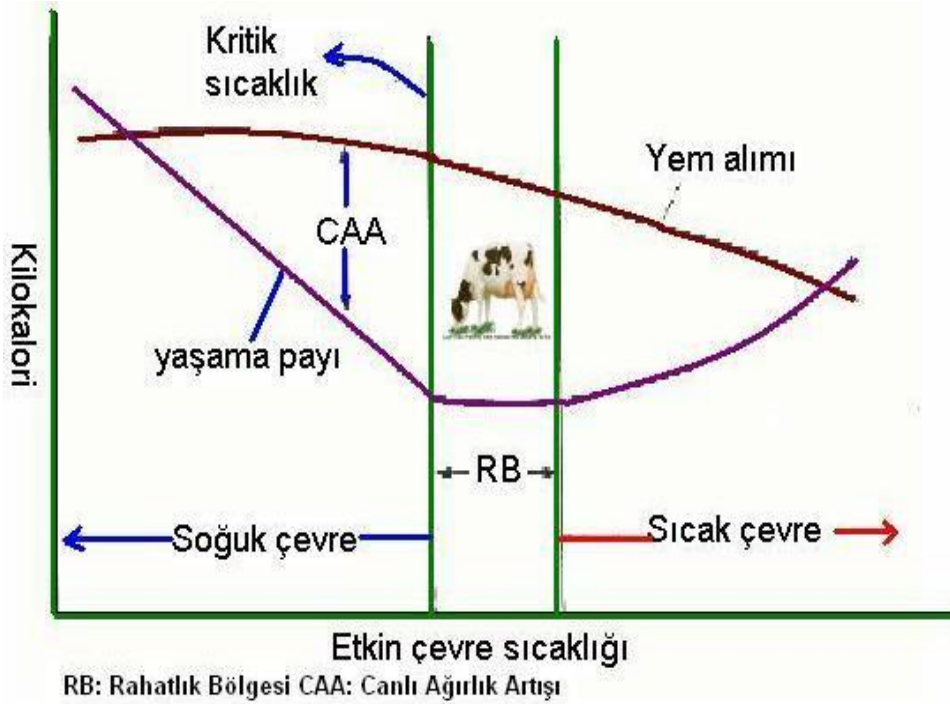 Kritik
sıcaklık
Yem alımı
CAA
Kilokalori
yaşama payı
RB
Soğuk çevre
Sıcak çevre
Etkin çevre sıcaklığı
RB: Rahatlık Bölgesi CAA: Canlı Ağırlık Artışı